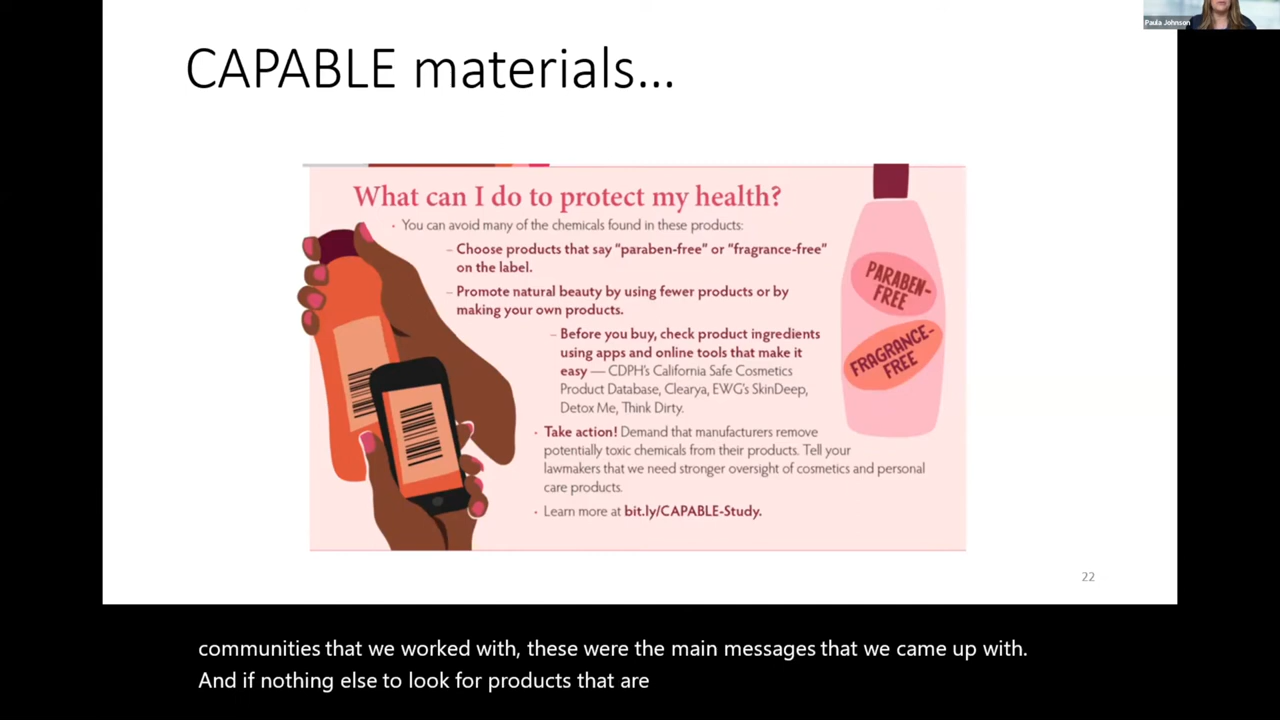 Paula Johnson
CAPABLE materials...
What can I do to protect my health?
• You can avoid many of the chemicals found in these products:
– Choose products that say "paraben-free" or "fragrance-free"
on the label.
– Promote natural beauty by using fewer products or by
making your own products.
– Before you buy, check product ingredients
using apps and online tools that make it
easy — CDPH's California Safe Cosmetics
Product Database, Clearya, EWG's SkinDeep,
Detox Me, Think Dirty.
• Take action! Demand that manufacturers remove
potentially toxic chemicals from their products. Tell your
lawmakers that we need stronger oversight of cosmetics and personal
care products.
• Learn more at bit.ly/CAPABLE-Study.
PARABEN-
FREE
FRAGRANCE-
FREE
22
communities that we worked with, these were the main messages that we came up with.
And if nothing else to look for products that are